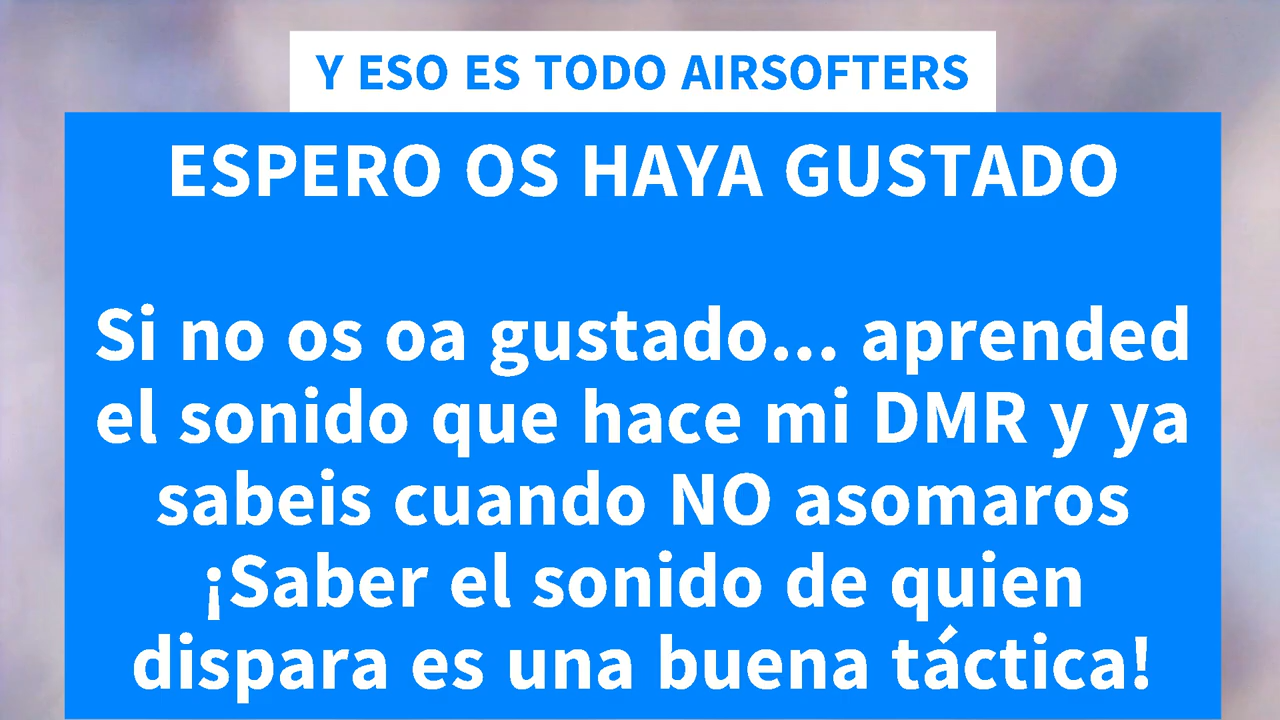 Y ESO ES TODO AIRSOFTERS
ESPERO OS HAYA GUSTADO
Si no os oa gustado... aprended
el sonido que hace mi DMR y ya
sabeis cuando NO asomaros
¡Saber el sonido de quien
dispara es una buena táctica!